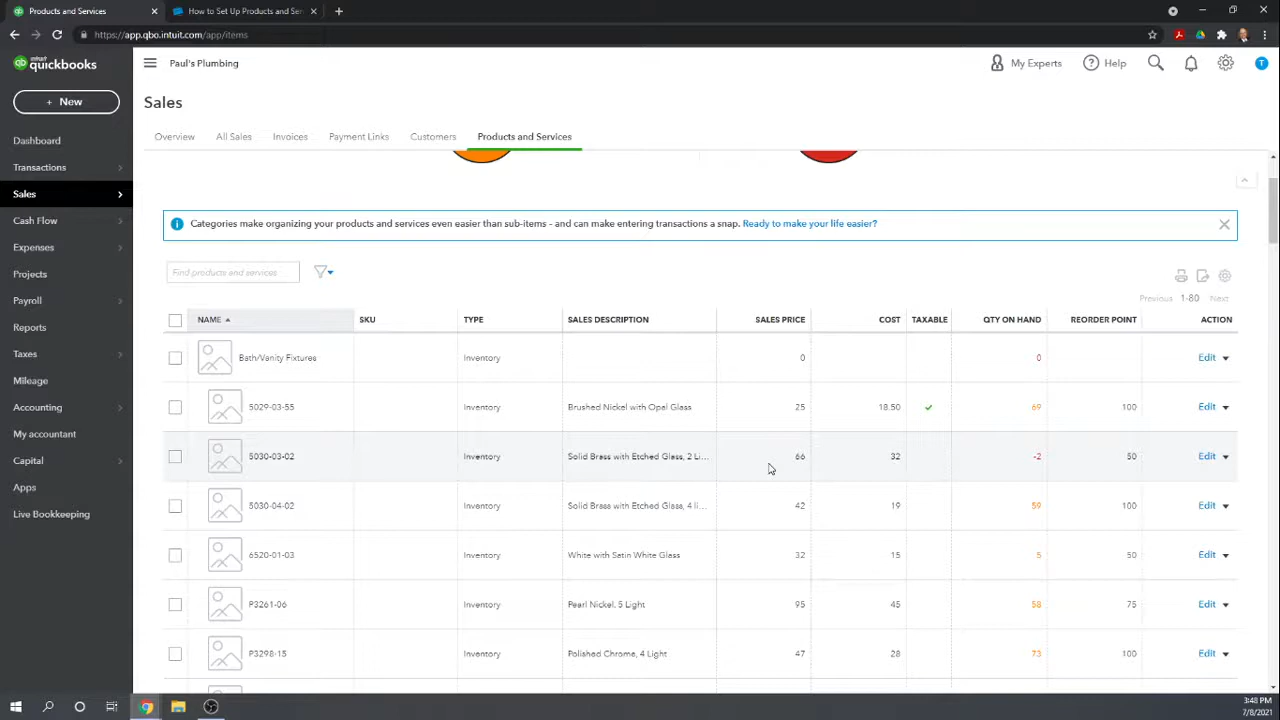 Products and Services
How to Set Up Products and Ser
https://app.qbo.intuit.com/app/items
intuit quickbooks
Paul's Plumbing
My Experts
Help
T
+ New
Sales
Overview
All Sales
Invoices
Payment Links
Customers
Products and Services
Dashboard
Transactions
Sales
Cash Flow
Expenses
Projects
Payroll
Reports
Taxes
Mileage
Accounting
My accountant
Capital
Apps
Live Bookkeeping
Categories make organizing your products and services even easier than sub-items - and can make entering transactions a snap. Ready to make your life easier?
Find products and services
Previous 1-80 Next
NAME SKU TYPE SALES DESCRIPTION SALES PRICE COST TAXABLE QTY ON HAND REORDER POINT ACTION
Bath/Vanity Fixtures Inventory 0 0 Edit
5029-03-55 Inventory Brushed Nickel with Opal Glass 25 18.50 69 100 Edit
5030-03-02 Inventory Solid Brass with Etched Glass, 2 Li... 66 32 -2 50 Edit
5030-04-02 Inventory Solid Brass with Etched Glass, 4 li... 42 19 59 100 Edit
6520-01-03 Inventory White with Satin White Glass 32 15 5 50 Edit
P3261-06 Inventory Pearl Nickel, 5 Light 95 45 58 75 Edit
P3298-15 Inventory Polished Chrome, 4 Light 47 28 73 100 Edit
3:48 PM
7/8/2021